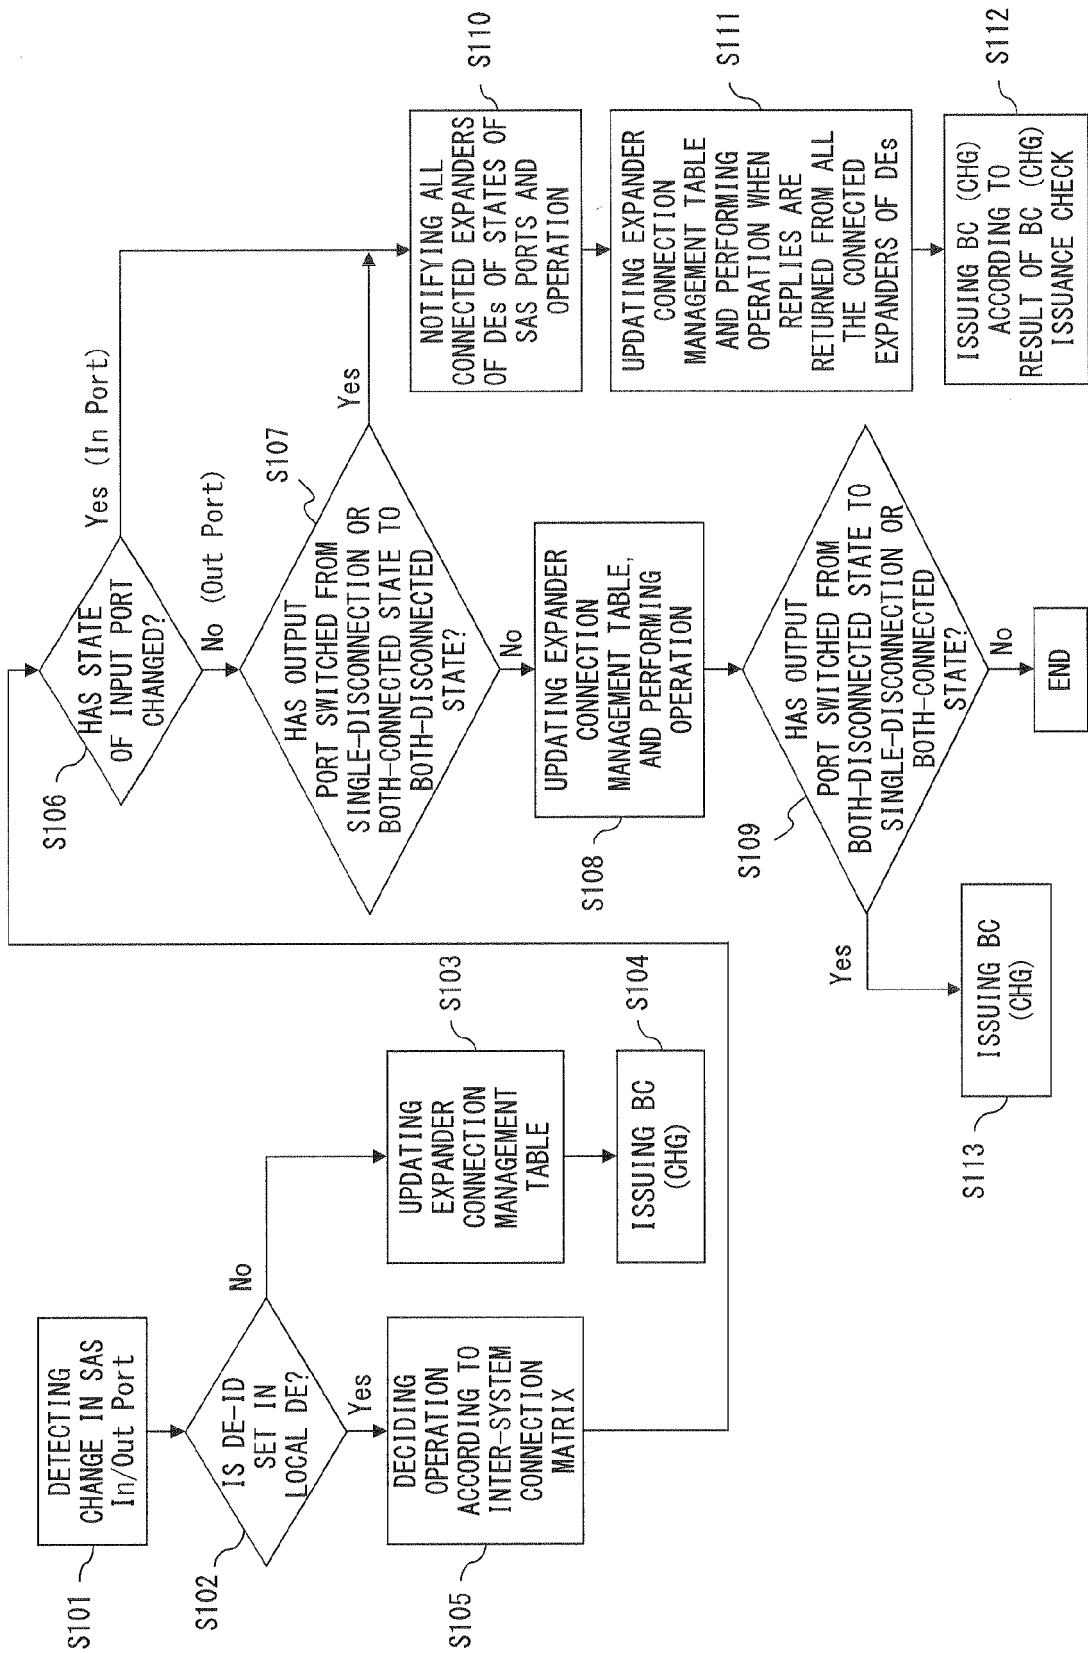 S101
DETECTING
CHANGE IN SAS
In/Out Port
S102
IS DE-ID
SET IN
LOCAL DE?
No
Yes
S103
UPDATING
EXPANDER
CONNECTION
MANAGEMENT
TABLE
S104
ISSUING BC
(CHG)
S105
DECIDING
OPERATION
ACCORDING TO
INTER-SYSTEM
CONNECTION
MATRIX
S106
HAS STATE
OF INPUT PORT
CHANGED?
Yes (In Port)
No (Out Port)
S107
HAS OUTPUT
PORT SWITCHED FROM
SINGLE-DISCONNECTION OR
BOTH-CONNECTED STATE TO
BOTH-DISCONNECTED
STATE?
Yes
No
S108
UPDATING EXPANDER
CONNECTION
MANAGEMENT TABLE,
AND PERFORMING
OPERATION
S109
HAS OUTPUT
PORT SWITCHED FROM
BOTH-DISCONNECTED STATE TO
SINGLE-DISCONNECTION OR
BOTH-CONNECTED
STATE?
Yes
No
END
S110
NOTIFYING ALL
CONNECTED EXPANDERS
OF DEs OF STATES OF
SAS PORTS AND
OPERATION
S111
UPDATING EXPANDER
CONNECTION
MANAGEMENT TABLE
AND PERFORMING
OPERATION WHEN
REPLIES ARE
RETURNED FROM ALL
THE CONNECTED
EXPANDERS OF DEs
S112
ISSUING BC (CHG)
ACCORDING TO
RESULT OF BC (CHG)
ISSUANCE CHECK
S113
ISSUING BC
(CHG)